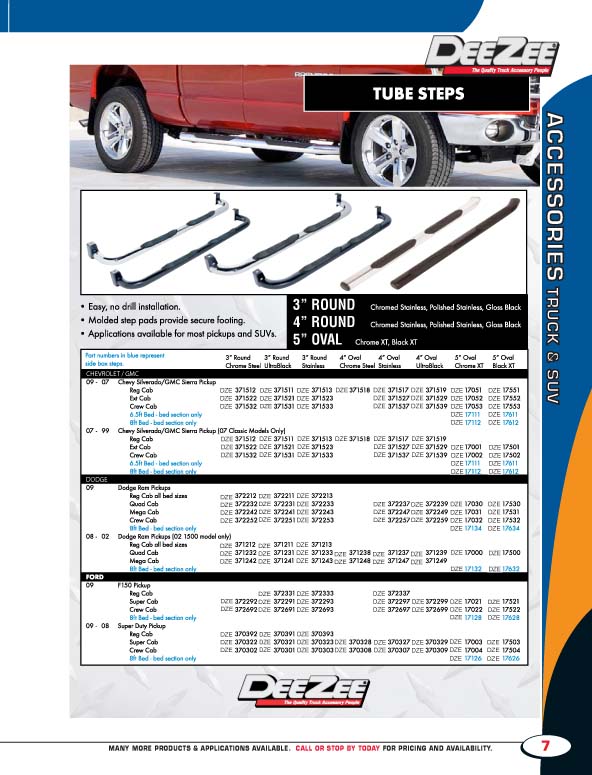 DEEZEE
The Quality Truck Accessory People
TUBE STEPS
ACCESSORIES TRUCK & SUV
• Easy, no drill installation.
• Molded step pads provide secure footing.
• Applications available for most pickups and SUVs.
3” ROUND Chromed Stainless, Polished Stainless, Gloss Black
4” ROUND Chromed Stainless, Polished Stainless, Gloss Black
5” OVAL Chrome XT, Black XT
Part numbers in blue represent
side box steps.
3” Round 3” Round 3” Round 4” Oval 4” Oval 4” Oval 5” Oval 5” Oval
Chrome Steel UltraBlack Stainless Chrome Steel Stainless UltraBlack Chrome XT Black XT
CHEVROLET / GMC
09 - 07 Chevy Silverado/GMC Sierra Pickup
Reg Cab DZE 371512 DZE 371511 DZE 371513 DZE 371518 DZE 371517 DZE 371519 DZE 17051 DZE 17551
Ext Cab DZE 371522 DZE 371521 DZE 371523 DZE 371527 DZE 371529 DZE 17052 DZE 17552
Crew Cab DZE 371532 DZE 371531 DZE 371533 DZE 371537 DZE 371539 DZE 17053 DZE 17553
6.5ft Bed - bed section only DZE 17111 DZE 17611
8ft Bed - bed section only DZE 17112 DZE 17612
07 - 99 Chevy Silverado/GMC Sierra Pickup (07 Classic Models Only)
Reg Cab DZE 371512 DZE 371511 DZE 371513 DZE 371518 DZE 371517 DZE 371519
Ext Cab DZE 371522 DZE 371521 DZE 371523 DZE 371527 DZE 371529 DZE 17001 DZE 17501
Crew Cab DZE 371532 DZE 371531 DZE 371533 DZE 371537 DZE 371539 DZE 17002 DZE 17502
6.5ft Bed - bed section only DZE 17111 DZE 17611
8ft Bed - bed section only DZE 17112 DZE 17612
DODGE
09 Dodge Ram Pickups
Reg Cab all bed sizes DZE 372212 DZE 372211 DZE 372213
Quad Cab DZE 372232 DZE 372231 DZE 372233 DZE 372237 DZE 372239 DZE 17030 DZE 17530
Mega Cab DZE 372242 DZE 372241 DZE 372243 DZE 372247 DZE 372249 DZE 17031 DZE 17531
Crew Cab DZE 372252 DZE 372251 DZE 372253 DZE 372257 DZE 372259 DZE 17032 DZE 17532
8ft Bed - bed section only DZE 17134 DZE 17634
08 - 02 Dodge Ram Pickups (02 1500 model only)
Reg Cab all bed sizes DZE 371212 DZE 371211 DZE 371213
Quad Cab DZE 371232 DZE 371231 DZE 371233 DZE 371238 DZE 371237 DZE 371239 DZE 17000 DZE 17500
Mega Cab DZE 371242 DZE 371241 DZE 371243 DZE 371248 DZE 371247 DZE 371249
8ft Bed - bed section only DZE 17132 DZE 17632
FORD
09 F150 Pickup
Reg Cab DZE 372331 DZE 372333 DZE 372337
Super Cab DZE 372292 DZE 372291 DZE 372293 DZE 372297 DZE 372299 DZE 17021 DZE 17521
Crew Cab DZE 372692 DZE 372691 DZE 372693 DZE 372697 DZE 372699 DZE 17022 DZE 17522
8ft Bed - bed section only DZE 17128 DZE 17628
09 - 08 Super Duty Pickup
Reg Cab DZE 370392 DZE 370391 DZE 370393
Super Cab DZE 370322 DZE 370321 DZE 370323 DZE 370328 DZE 370327 DZE 370329 DZE 17003 DZE 17503
Crew Cab DZE 370302 DZE 370301 DZE 370303 DZE 370308 DZE 370307 DZE 370309 DZE 17004 DZE 17504
8ft Bed - bed section only DZE 17126 DZE 17626
DEEZEE
The Quality Truck Accessory People
MANY MORE PRODUCTS & APPLICATIONS AVAILABLE. CALL OR STOP BY TODAY FOR PRICING AND AVAILABILITY. 7